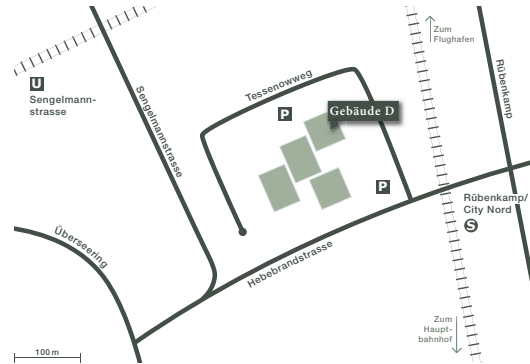 Zum
Flughafen
U
Sengelmann-
strasse
Sengelmannstrasse
Tessenowweg
P
Gebäude D
Rübenkamp
P
Rübenkamp/
City Nord
S
Überseering
Hebebrandstrasse
Zum
Haupt-
bahnhof
100 m